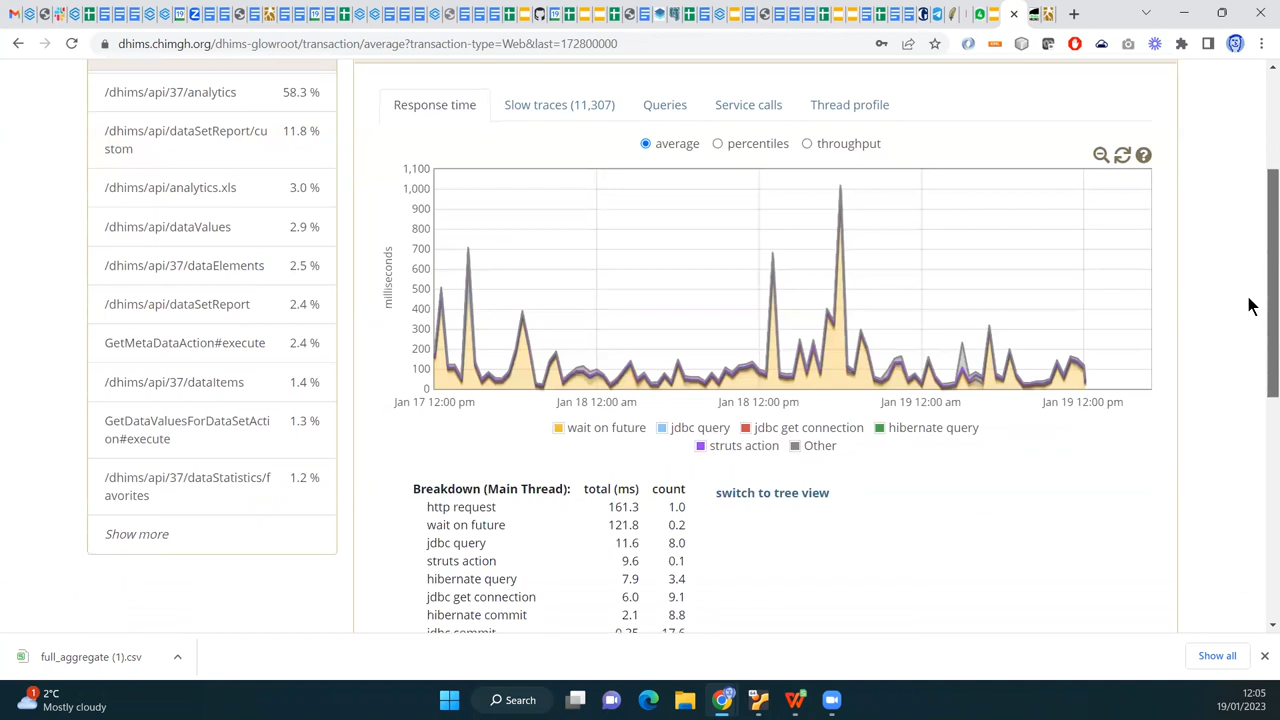 dhims.chimgh.org/dhims-glowroot/transaction/average?transaction-type=Web&last=172800000
/dhims/api/37/analytics 58.3 %
/dhims/api/dataSetReport/cu
stom 11.8 %
/dhims/api/analytics.xls 3.0 %
/dhims/api/dataValues 2.9 %
/dhims/api/37/dataElements 2.5 %
/dhims/api/dataSetReport 2.4 %
GetMetaDataAction#execute 2.4 %
/dhims/api/37/dataItems 1.4 %
GetDataValuesForDataSetActi
on#execute 1.3 %
/dhims/api/37/dataStatistics/f
avorites 1.2 %
Show more
Response time Slow traces (11,307) Queries Service calls Thread profile
average percentiles throughput
milliseconds
1,100
1,000
900
800
700
600
500
400
300
200
100
0
Jan 17 12:00 pm Jan 18 12:00 am Jan 18 12:00 pm Jan 19 12:00 am Jan 19 12:00 pm
wait on future jdbc query jdbc get connection hibernate query
struts action Other
Breakdown (Main Thread): total (ms) count switch to tree view
http request 161.3 1.0
wait on future 121.8 0.2
jdbc query 11.6 8.0
struts action 9.6 0.1
hibernate query 7.9 3.4
jdbc get connection 6.0 9.1
hibernate commit 2.1 8.8
jdbc commit 0.35 17.6
full_aggregate (1).csv Show all
1 2°C
Mostly cloudy
Search
12:05
19/01/2023